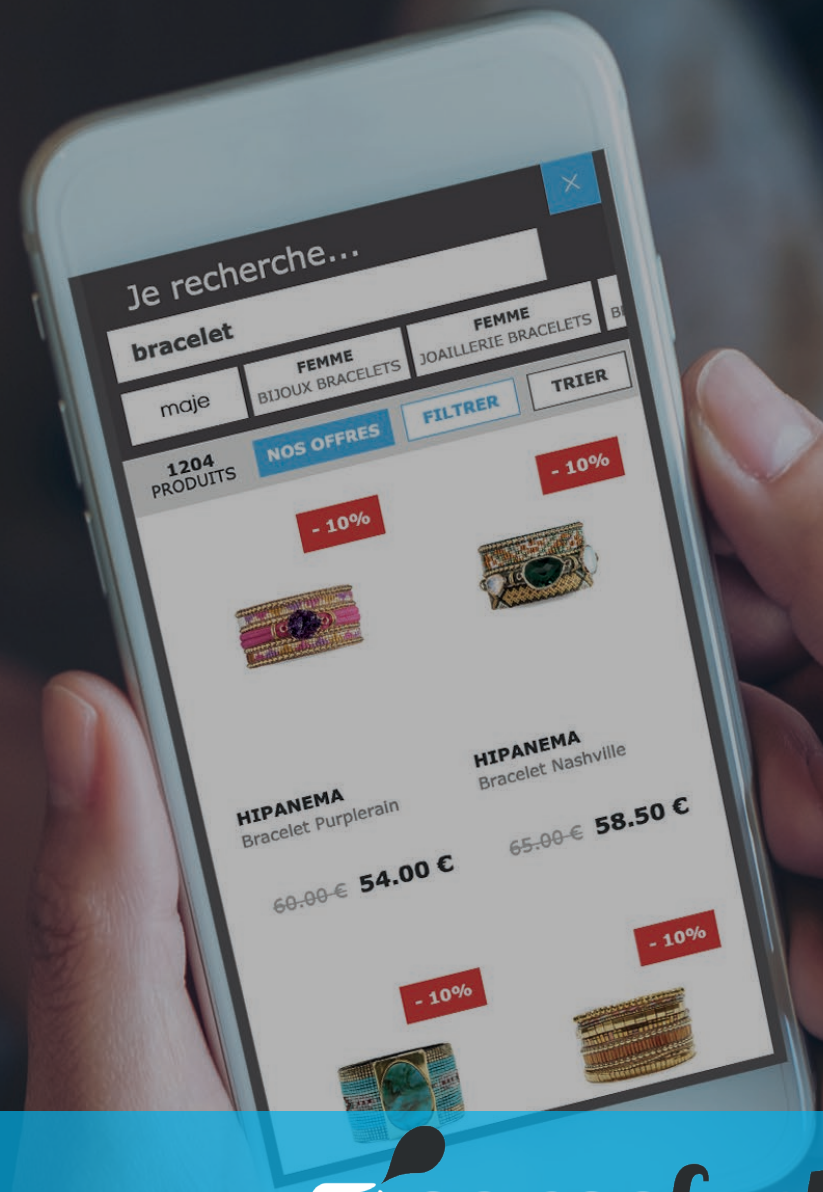 Je recherche...
bracelet
maje
FEMME
BIJOUX BRACELETS
FEMME
JOAILLERIE BRACELETS
1204
PRODUITS
NOS OFFRES
FILTRER
TRIER
- 10%
- 10%
HIPANEMA
Bracelet Purplerain
60.00 € 54.00 €
HIPANEMA
Bracelet Nashville
65.00 € 58.50 €
- 10%
- 10%